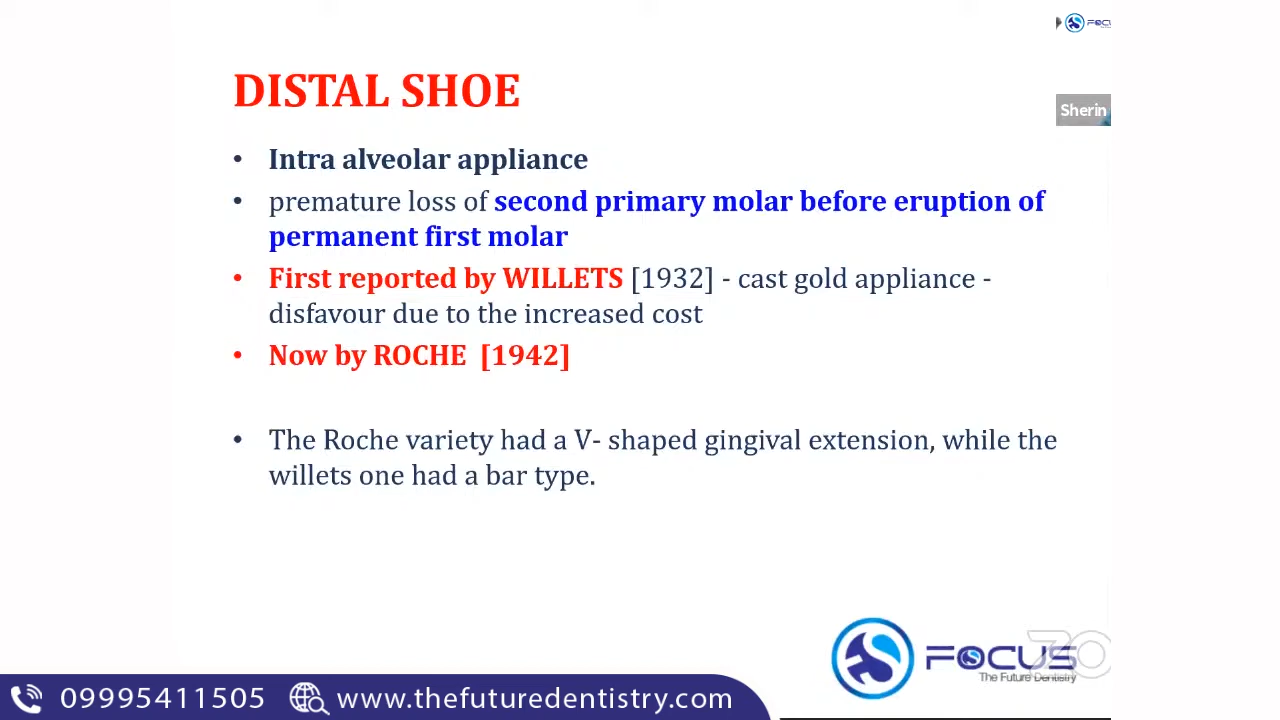 DISTAL SHOE
Sherin
• Intra alveolar appliance
• premature loss of second primary molar before eruption of
permanent first molar
• First reported by WILLETS [1932] - cast gold appliance -
disfavour due to the increased cost
• Now by ROCHE [1942]
• The Roche variety had a V- shaped gingival extension, while the
willets one had a bar type.
FOCUS
The Future Dentistry
09995411505 www.thefuturedentistry.com